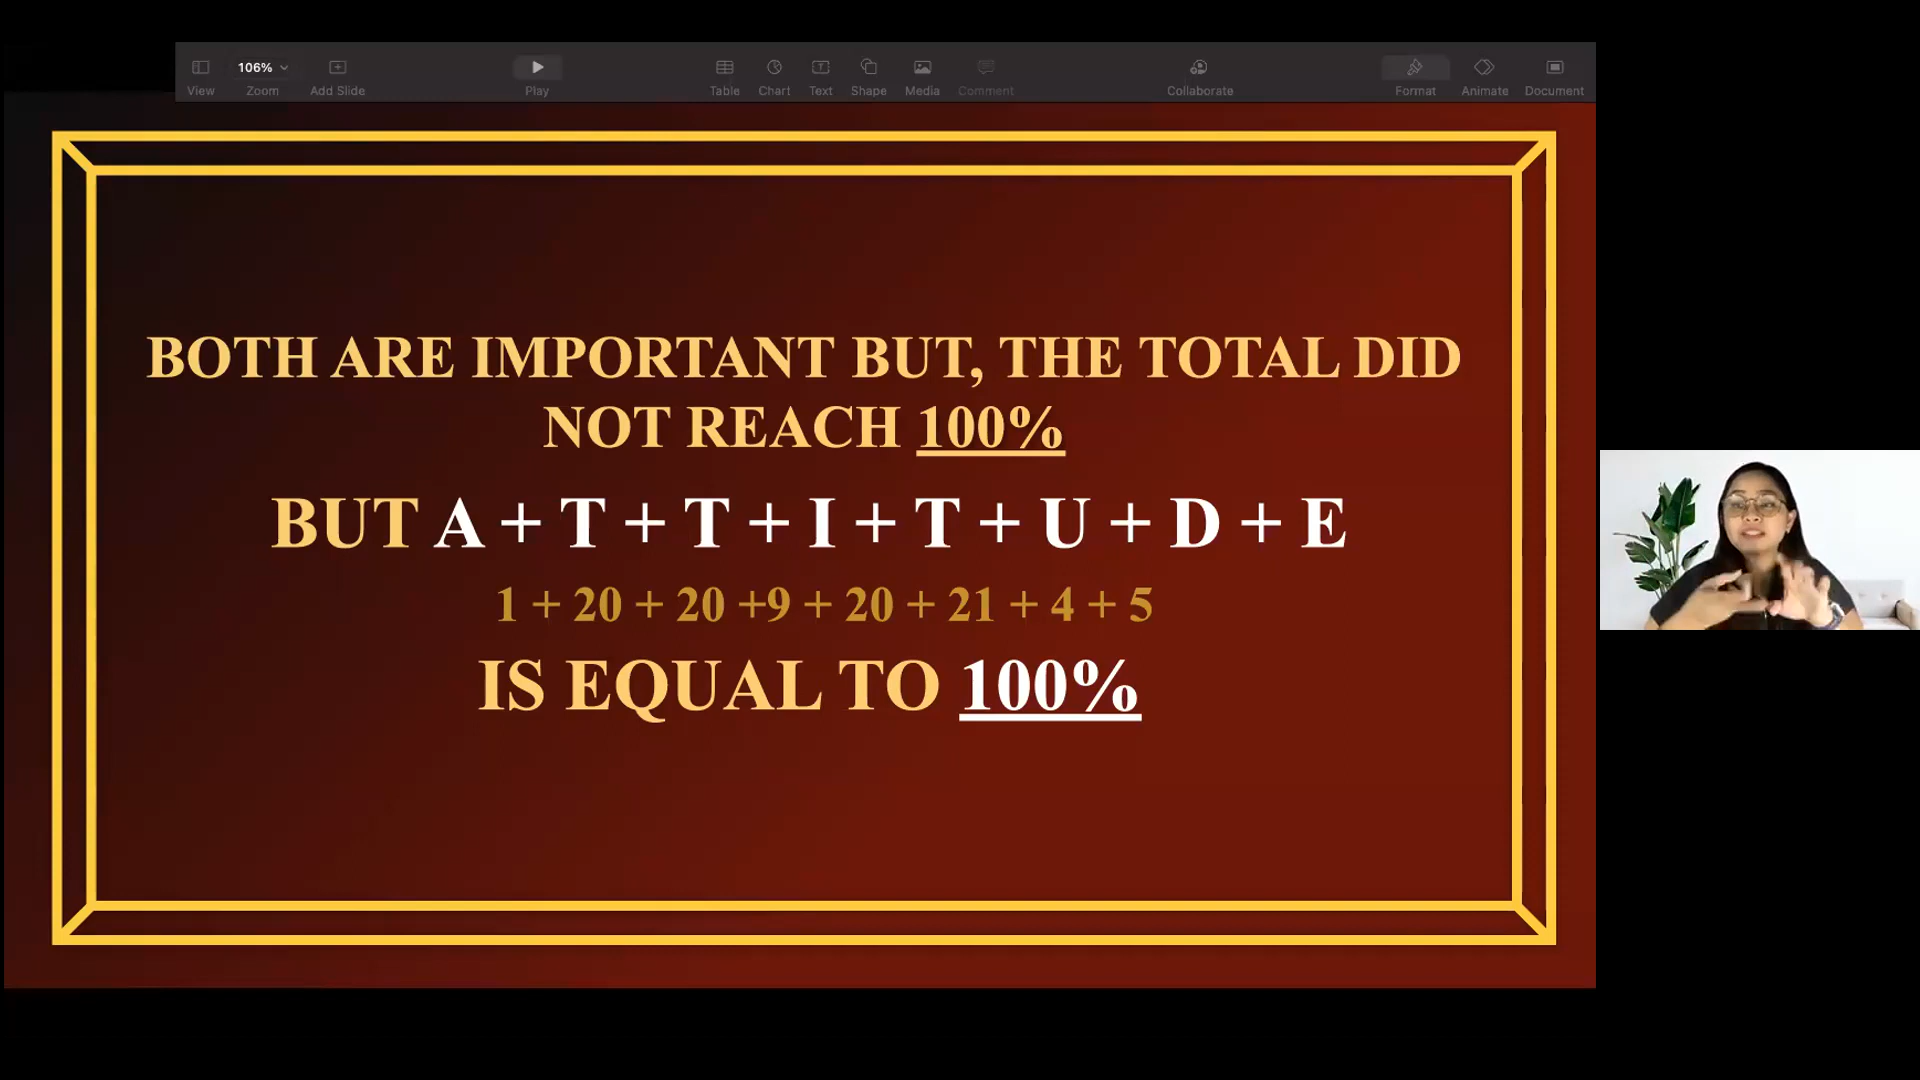 106%
View
Zoom
Add Slide
Play
Table
Chart
Text
Shape
Media
Comment
Collaborate
Format
Animate
Document
BOTH ARE IMPORTANT BUT, THE TOTAL DID
NOT REACH 100%
BUT A + T + T + I + T + U + D + E
1 + 20 + 20 +9 + 20 + 21 + 4 + 5
IS EQUAL TO 100%